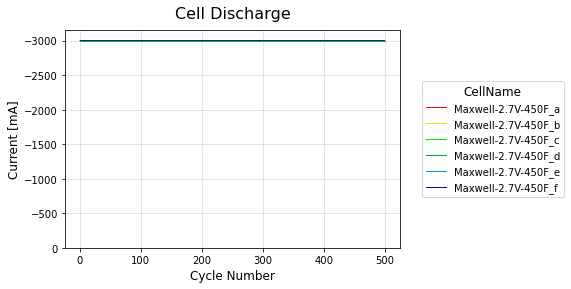 Cell Discharge
−3000
−2500
−2000
−1500
−1000
−500
0
Current [mA]
0 100 200 300 400 500
Cycle Number
CellName
Maxwell-2.7V-450F_a
Maxwell-2.7V-450F_b
Maxwell-2.7V-450F_c
Maxwell-2.7V-450F_d
Maxwell-2.7V-450F_e
Maxwell-2.7V-450F_f